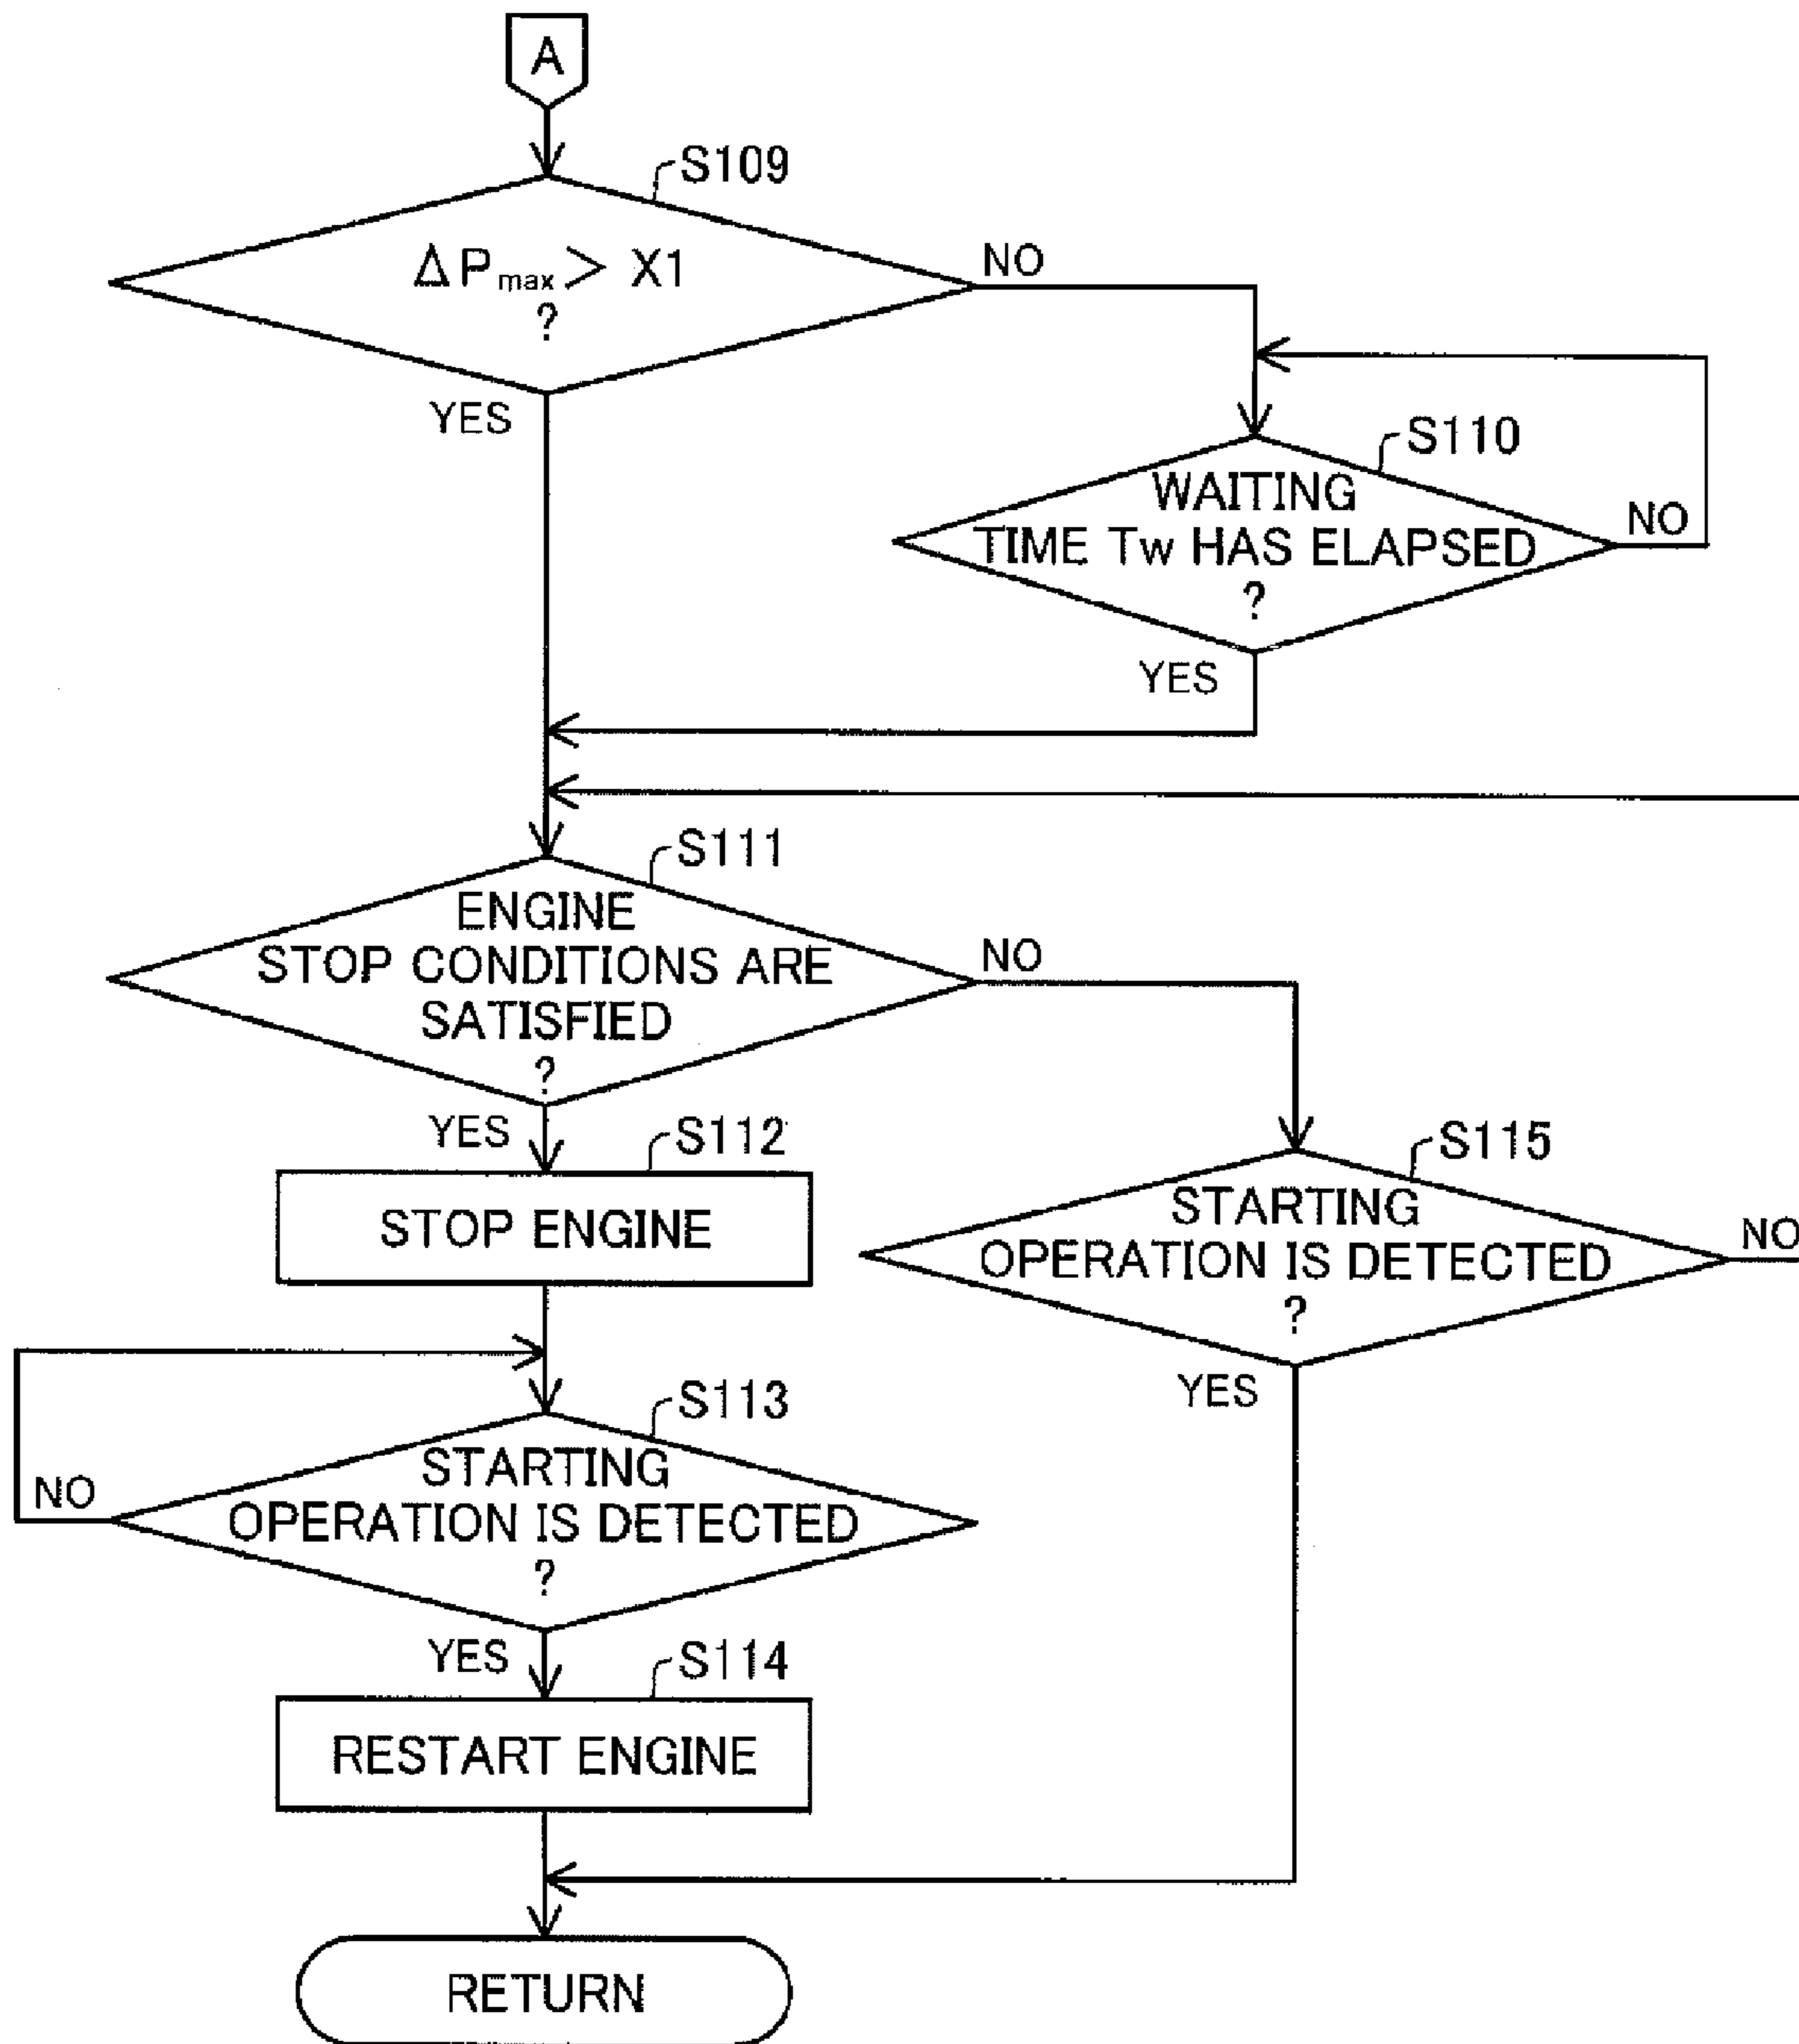 A
S109
ΔPmax > X1
?
NO
YES
S110
WAITING
TIME Tw HAS ELAPSED
?
NO
YES
S111
ENGINE
STOP CONDITIONS ARE
SATISFIED
?
NO
YES
S112
STOP ENGINE
S115
STARTING
OPERATION IS DETECTED
?
NO
YES
S113
STARTING
OPERATION IS DETECTED
?
NO
YES
S114
RESTART ENGINE
RETURN